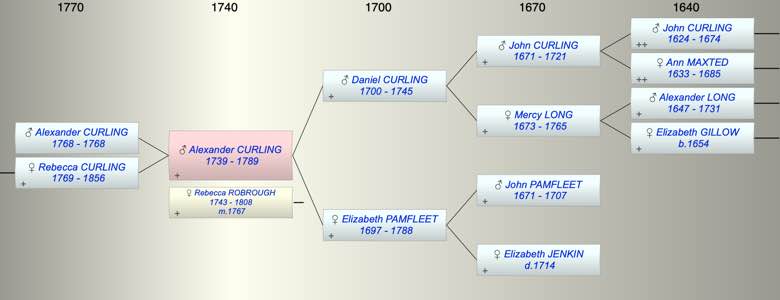 1770
1740
1700
1670
1640
♂ Alexander CURLING
1768 - 1768
♀ Rebecca CURLING
1769 - 1856
+
♂ Alexander CURLING
1739 - 1789
+
♀ Rebecca ROBROUGH
1743 - 1808
m.1767
+
♂ Daniel CURLING
1700 - 1745
+
♀ Elizabeth PAMFLEET
1697 - 1788
+
♂ John CURLING
1671 - 1721
+
♀ Mercy LONG
1673 - 1765
+
♂ John PAMFLEET
1671 - 1707
+
♀ Elizabeth JENKIN
d.1714
+
♂ John CURLING
1624 - 1674
++
♀ Ann MAXTED
1633 - 1685
++
♂ Alexander LONG
1647 - 1731
+
♀ Elizabeth GILLOW
b.1654
+